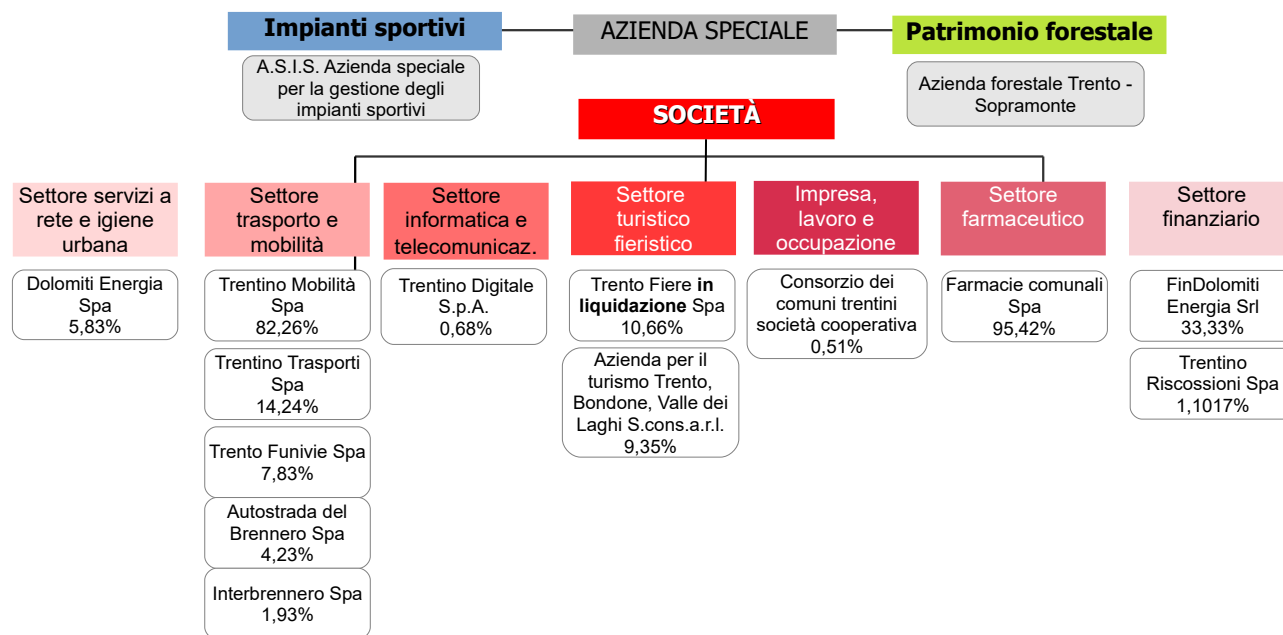 Impianti sportivi
AZIENDA SPECIALE
Patrimonio forestale
A.S.I.S. Azienda speciale
per la gestione degli
impianti sportivi
Azienda forestale Trento -
Sopramonte
SOCIETÀ
Settore servizi a
rete e igiene
urbana
Settore
trasporto e
mobilità
Settore
informatica e
telecomunicaz.
Settore
turistico
fieristico
Impresa,
lavoro e
occupazione
Settore
farmaceutico
Settore
finanziario
Dolomiti Energia
Spa
5,83%
Trentino Mobilità
Spa
82,26%
Trentino Trasporti
Spa
14,24%
Trento Funivie Spa
7,83%
Autostrada del
Brennero Spa
4,23%
Interbrennero Spa
1,93%
Trentino Digitale
S.p.A.
0,68%
Trento Fiere in
liquidazione Spa
10,66%
Azienda per il
turismo Trento,
Bondone, Valle dei
Laghi S.cons.a.r.l.
9,35%
Consorzio dei
comuni trentini
società cooperativa
0,51%
Farmacie comunali
Spa
95,42%
FinDolomiti
Energia Srl
33,33%
Trentino
Riscossioni Spa
1,1017%